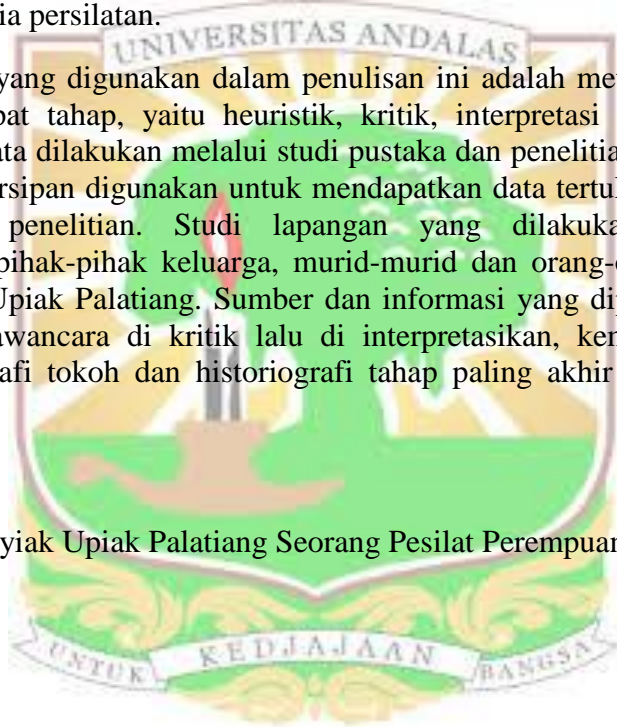 ia persilatan.
UNIVERSITAS ANDALAS
yang digunakan dalam penulisan ini adalah me
pat tahap, yaitu heuristik, kritik, interpretasi
ata dilakukan melalui studi pustaka dan penelitia
rsipan digunakan untuk mendapatkan data tertul
penelitian. Studi lapangan yang dilakuka
pihak-pihak keluarga, murid-murid dan orang-
Upiak Palatiang. Sumber dan informasi yang di
awancara di kritik lalu di interpretasikan, ke
afi tokoh dan historiografi tahap paling akhir
yiak Upiak Palatiang Seorang Pesilat Perempuan
UNTUK KEDJAJAAN BANGSA